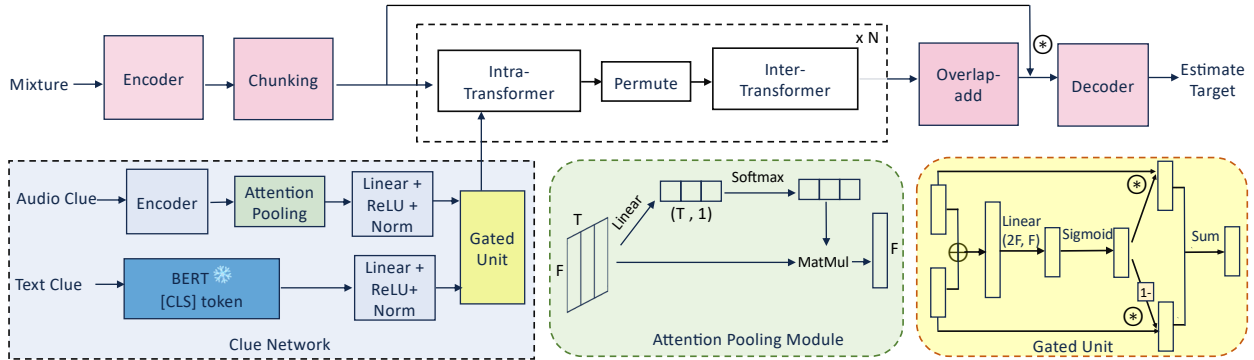 x N
Mixture
Encoder
Chunking
Intra-
Transformer
Permute
Inter-
Transformer
Overlap-
add
Decoder
Estimate
Target
Audio Clue
Encoder
Attention
Pooling
Linear +
ReLU +
Norm
Gated
Unit
Text Clue
BERT
[CLS] token
Linear +
ReLU+
Norm
Clue Network
T
F
Linear
(T , 1)
Softmax
MatMul
F
Attention Pooling Module
Linear
(2F, F)
Sigmoid
1-
Sum
Gated Unit